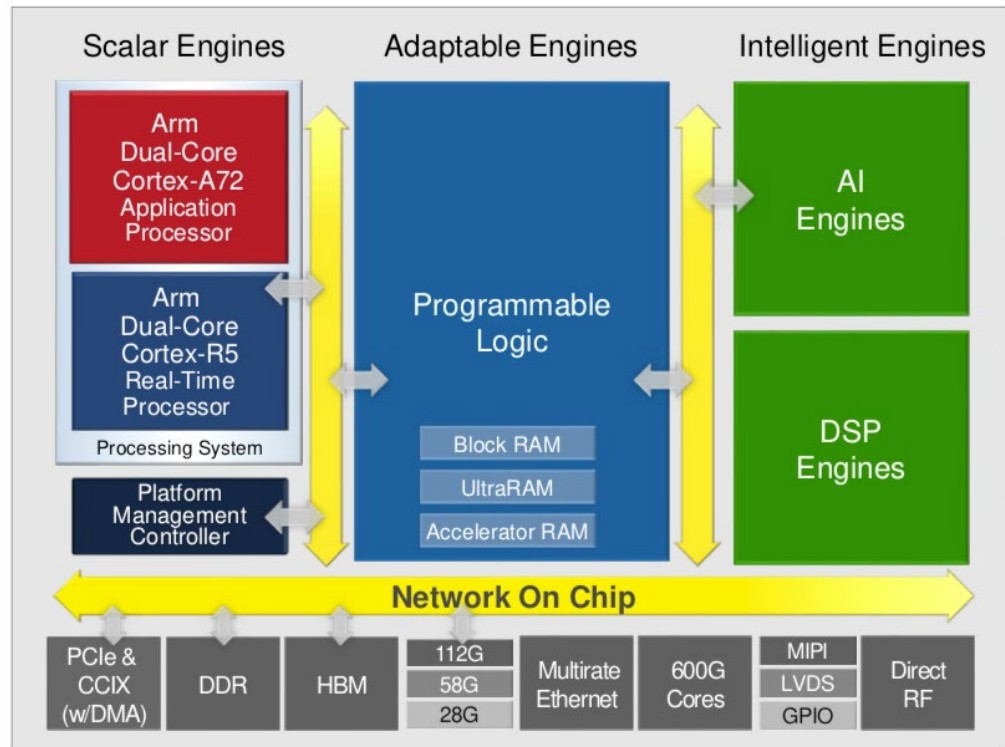 Scalar Engines
Adaptable Engines
Intelligent Engines
Arm
Dual-Core
Cortex-A72
Application
Processor
Arm
Dual-Core
Cortex-R5
Real-Time
Processor
Processing System
Platform
Management
Controller
Programmable
Logic
Block RAM
UltraRAM
Accelerator RAM
AI
Engines
DSP
Engines
Network On Chip
PCIe &
CCIX
(w/DMA)
DDR
HBM
112G
58G
28G
Multirate
Ethernet
600G
Cores
MIPI
LVDS
GPIO
Direct
RF